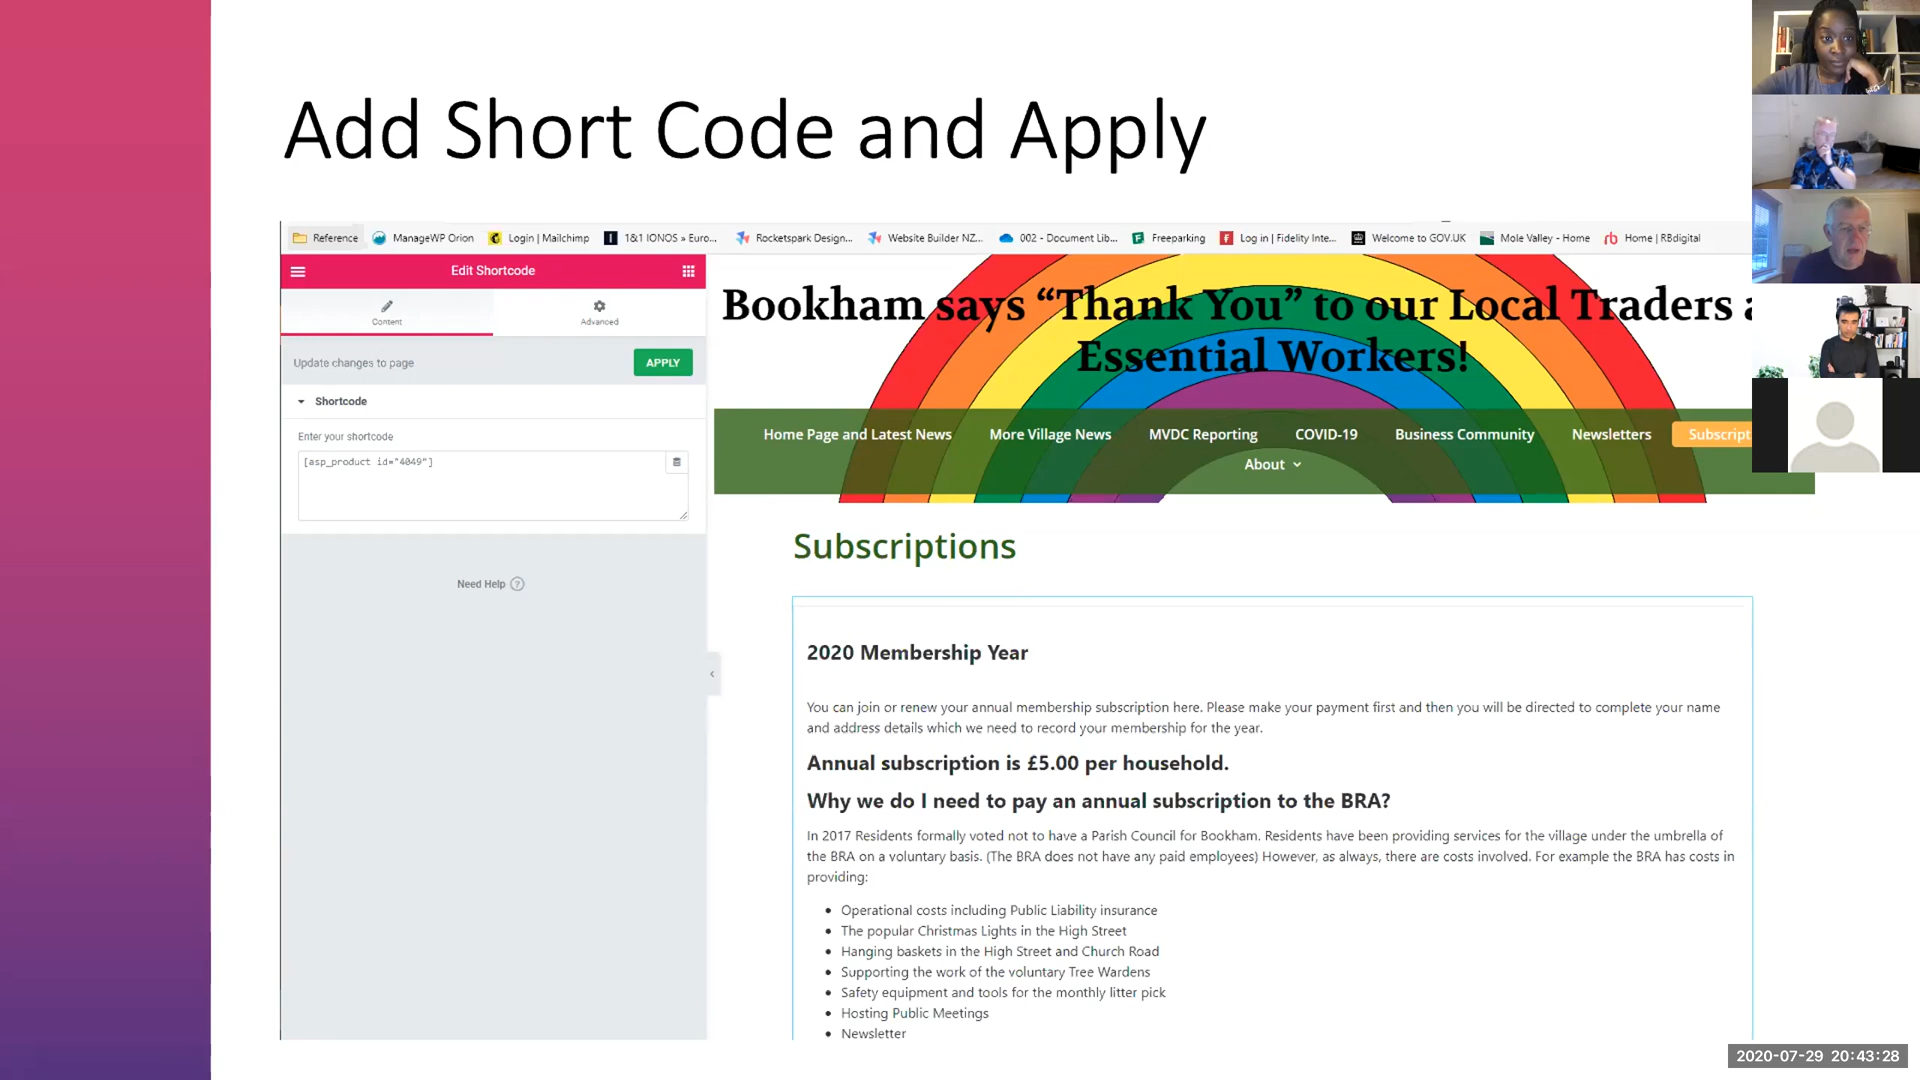 Add Short Code and Apply
Reference
ManageWP Orion
Login | Mailchimp
1&1 IONOS » Euro...
Rocketspark Design...
Website Builder NZ...
002 - Document Lib...
Freeparking
Log in | Fidelity Inte...
Welcome to GOV.UK
Mole Valley - Home
Home | RBdigital
Edit Shortcode
Content
Advanced
Update changes to page
APPLY
Shortcode
Enter your shortcode
[asp_product id="4049"]
Need Help ?
Bookham says “Thank You” to our Local Traders a
Essential Workers!
Home Page and Latest News
More Village News
MVDC Reporting
COVID-19
Business Community
Newsletters
Subscript
About
Subscriptions
2020 Membership Year
You can join or renew your annual membership subscription here. Please make your payment first and then you will be directed to complete your name
and address details which we need to record your membership for the year.
Annual subscription is £5.00 per household.
Why we do I need to pay an annual subscription to the BRA?
In 2017 Residents formally voted not to have a Parish Council for Bookham. Residents have been providing services for the village under the umbrella of
the BRA on a voluntary basis. (The BRA does not have any paid employees) However, as always, there are costs involved. For example the BRA has costs in
providing:
• Operational costs including Public Liability insurance
• The popular Christmas Lights in the High Street
• Hanging baskets in the High Street and Church Road
• Supporting the work of the voluntary Tree Wardens
• Safety equipment and tools for the monthly litter pick
• Hosting Public Meetings
• Newsletter
2020-07-29 20:43:28